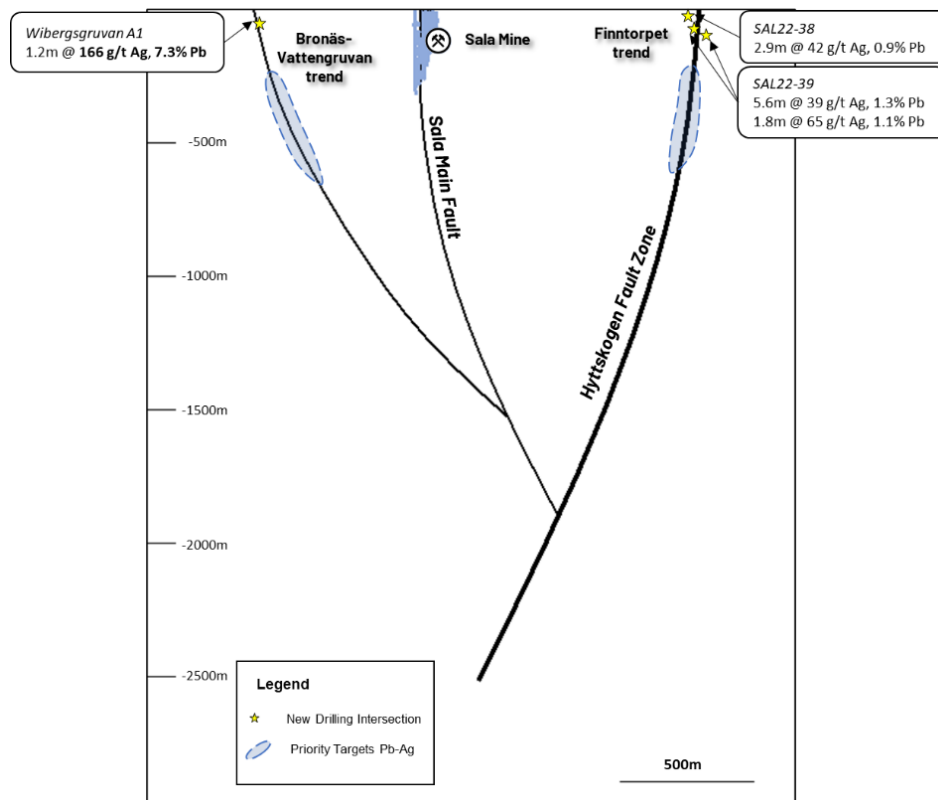 Wibergsgruvan A1
1.2m @ 166 g/t Ag, 7.3% Pb
Bronäs-
Vattengruvan
trend
Sala Mine
Finntorpet
trend
SAL22-38
2.9m @ 42 g/t Ag, 0.9% Pb
SAL22-39
5.6m @ 39 g/t Ag, 1.3% Pb
1.8m @ 65 g/t Ag, 1.1% Pb
-500m
Sala Main Fault
Hyttskogen Fault Zone
-1000m
-1500m
-2000m
-2500m
Legend
New Drilling Intersection
Priority Targets Pb-Ag
500m